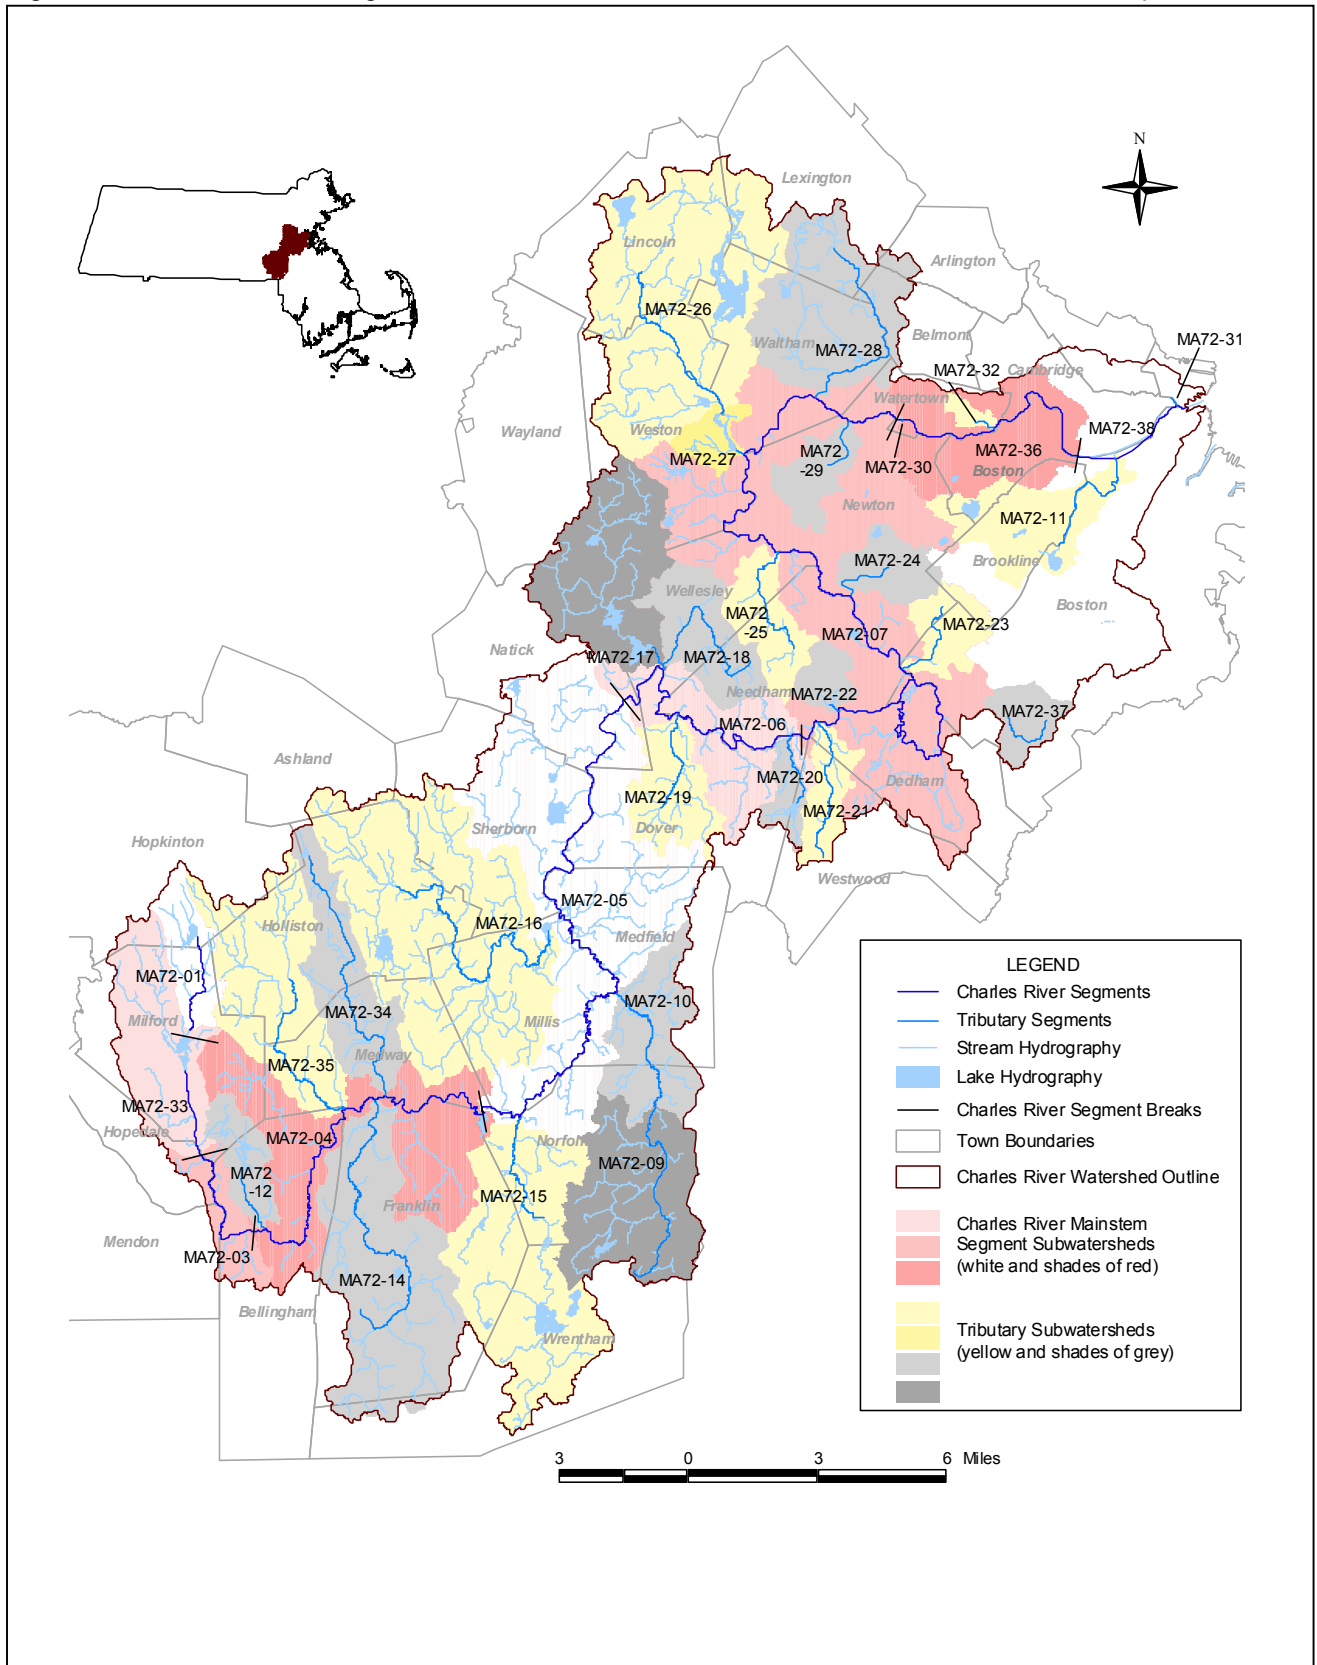 N
Lexington
Lincoln
Arlington
MA72-26
Belmont
MA72-31
Waltham
MA72-28
MA72-32
Cambridge
Watertown
Wayland
Weston
MA72-38
MA72-27
MA72
-29
MA72-30
MA72-36
Boston
Newton
MA72-11
MA72-24
Brookline
Wellesley
Boston
MA72
-25
MA72-07
MA72-23
Natick
MA72-17
MA72-18
Needham
MA72-22
MA72-37
MA72-06
Ashland
MA72-20
Dedham
MA72-19
MA72-21
Sherborn
Dover
Hopkinton
Westwood
MA72-05
Holliston
MA72-16
Medfield
MA72-01
MA72-10
MA72-34
Milford
Millis
Medway
MA72-35
MA72-33
Hopedale
MA72-04
Norfolk
MA72
-12
MA72-09
MA72-15
Franklin
Mendon
MA72-03
MA72-14
Bellingham
Wrentham
LEGEND
Charles River Segments
Tributary Segments
Stream Hydrography
Lake Hydrography
Charles River Segment Breaks
Town Boundaries
Charles River Watershed Outline
Charles River Mainstem
Segment Subwatersheds
(white and shades of red)
Tributary Subwatersheds
(yellow and shades of grey)
3 0 3 6 Miles